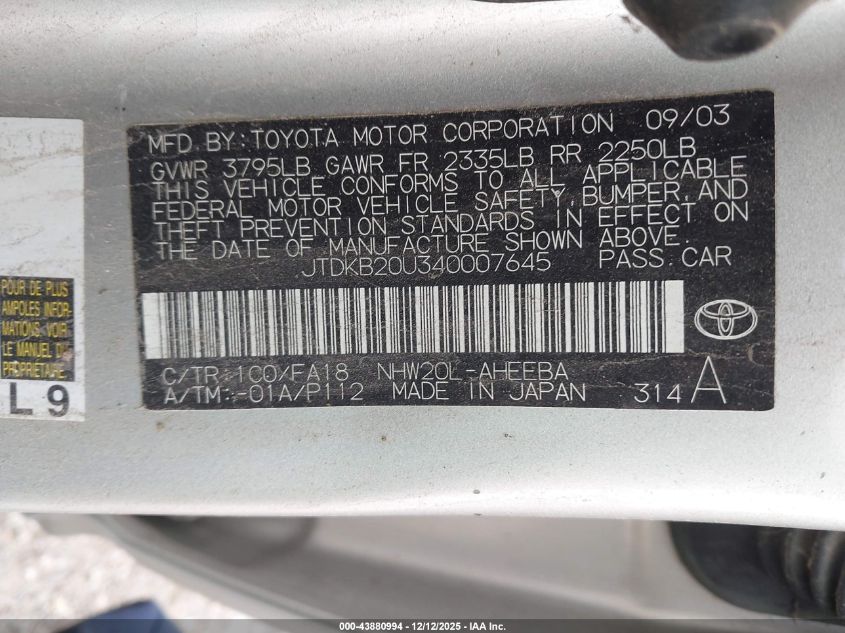 MFD BY: TOYOTA MOTOR CORPORATION 09/03
GVWR 3795LB GAWR FR 2335LB RR 2250LB
THIS VEHICLE CONFORMS TO ALL APPLICABLE
FEDERAL MOTOR VEHICLE SAFETY, BUMPER, AND
THEFT PREVENTION STANDARDS IN EFFECT ON
THE DATE OF MANUFACTURE SHOWN ABOVE.
JTDKB20U340007645 PASS.CAR
C/TR: 1C0/FA18 NHW20L-AHEEBA
A/TM:-01A/P112 MADE IN JAPAN 314 A
POUR DE PLUS
AMPLES INFOR-
MATIONS, VOIR
LE MANUEL DU
PROPRIÉTAIRE
L9
000-43880994 - 12/12/2025 - IAA Inc.